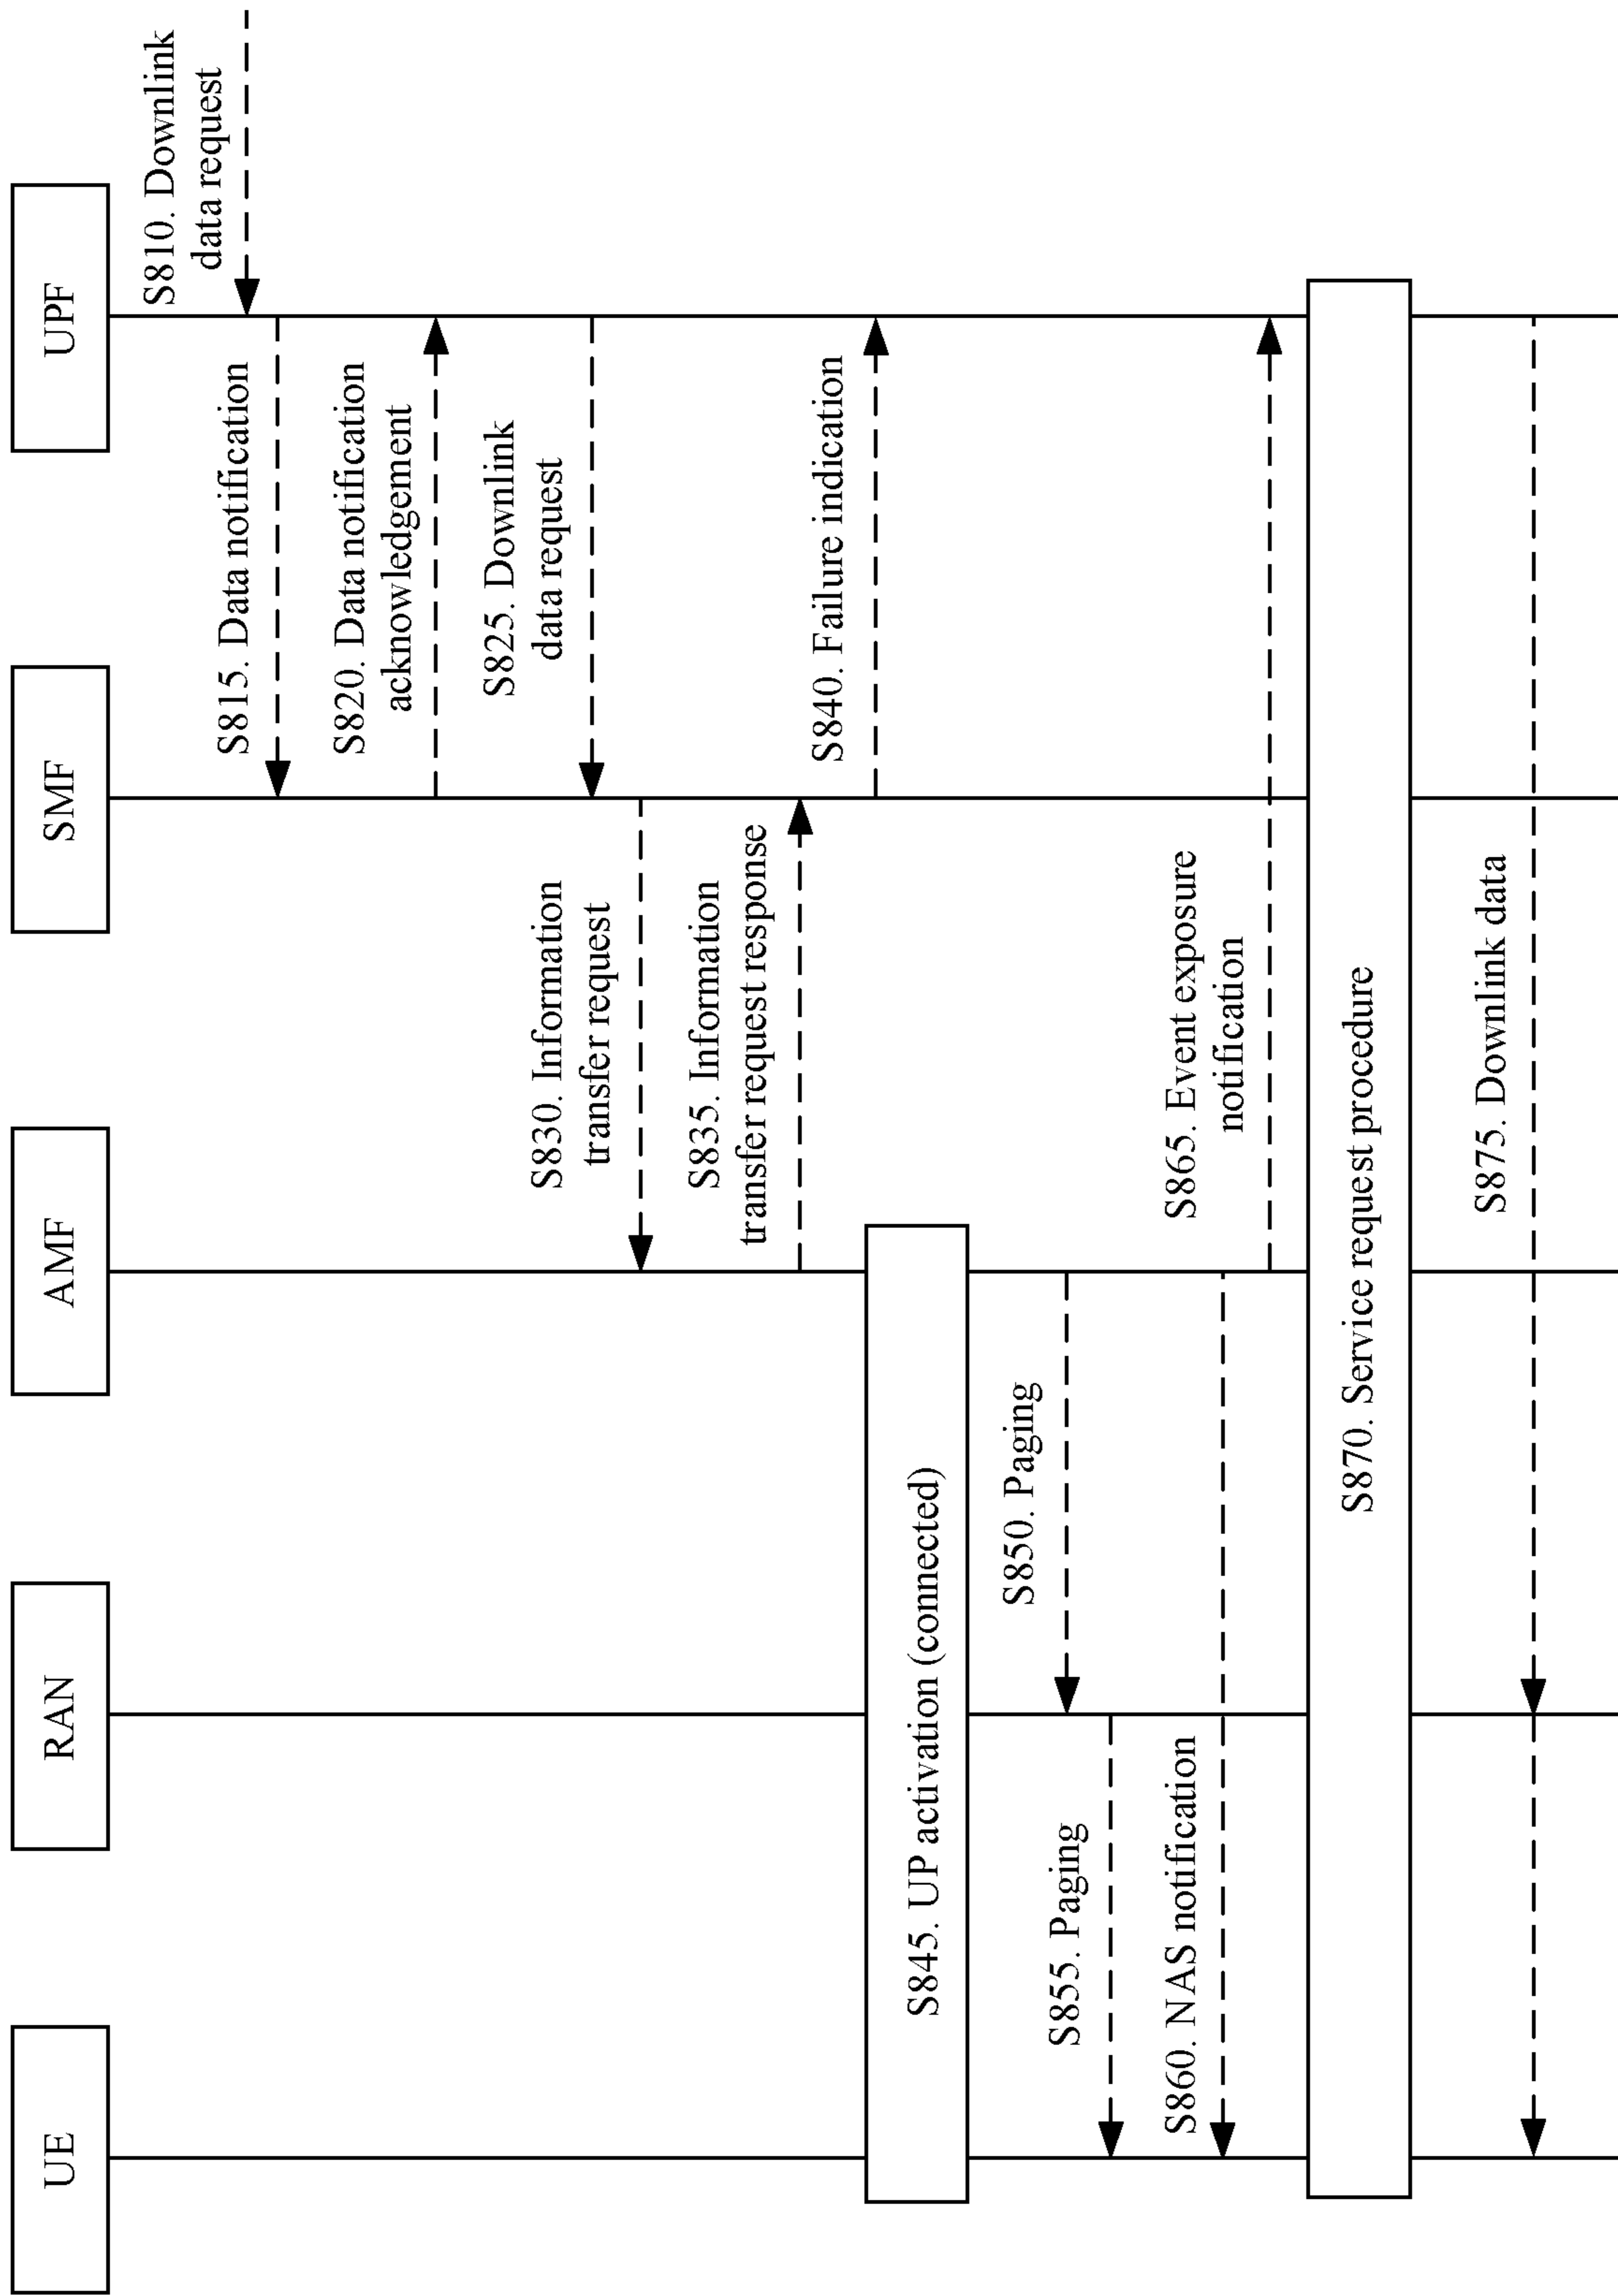 UE
RAN
AMF
SMF
UPF
S810. Downlink
data request
S815. Data notification
S820. Data notification
acknowledgement
S825. Downlink
data request
S830. Information
transfer request
S835. Information
transfer request response
S840. Failure indication
S845. UP activation (connected)
S850. Paging
S855. Paging
S860. NAS notification
S865. Event exposure
notification
S870. Service request procedure
S875. Downlink data